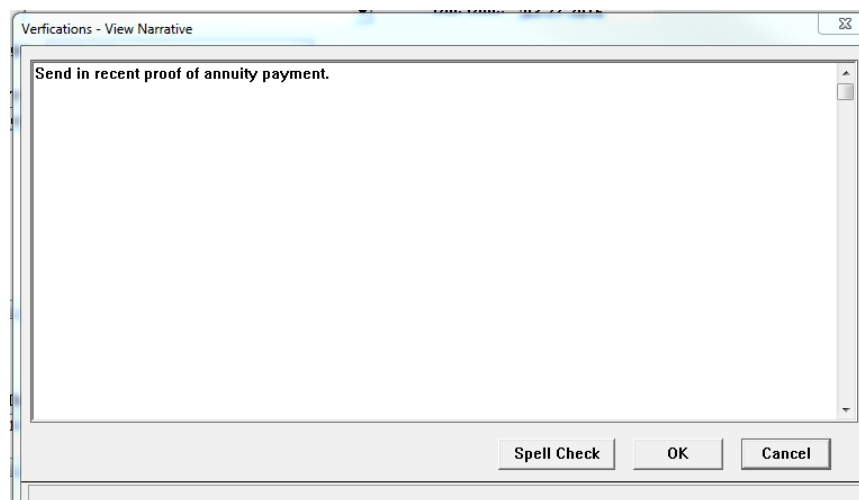 Verfications - View Narrative
Send in recent proof of annuity payment.
Spell Check OK Cancel